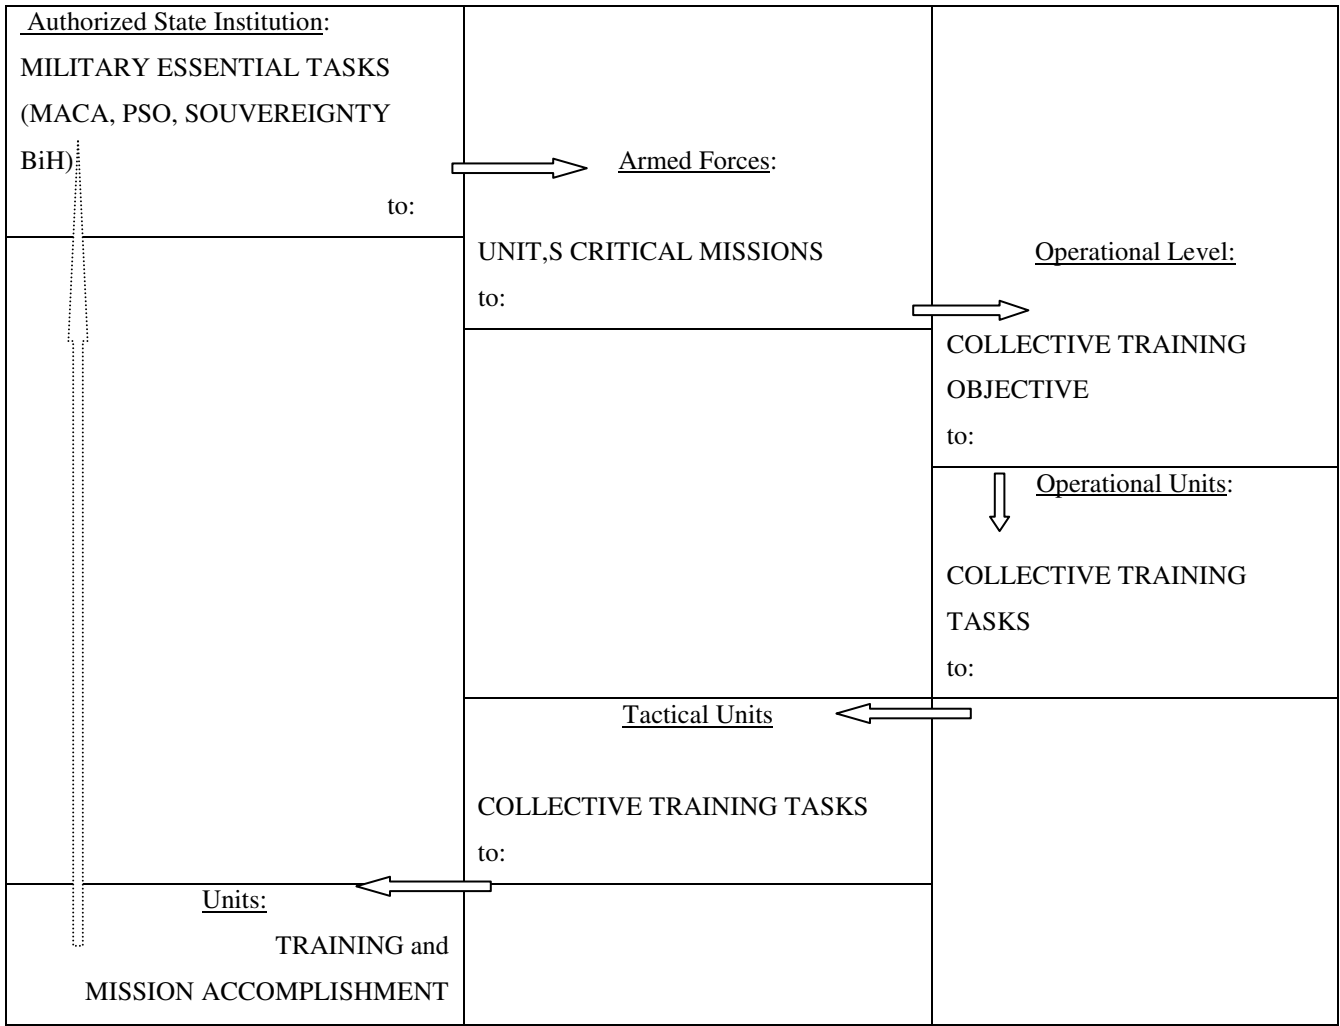 Authorized State Institution:
MILITARY ESSENTIAL TASKS
(MACA, PSO, SOUVEREIGNTY
BiH)
to:
Armed Forces:
UNIT,S CRITICAL MISSIONS
to:
Operational Level:
COLLECTIVE TRAINING
OBJECTIVE
to:
Operational Units:
COLLECTIVE TRAINING
TASKS
to:
Tactical Units
COLLECTIVE TRAINING TASKS
to:
Units:
TRAINING and
MISSION ACCOMPLISHMENT